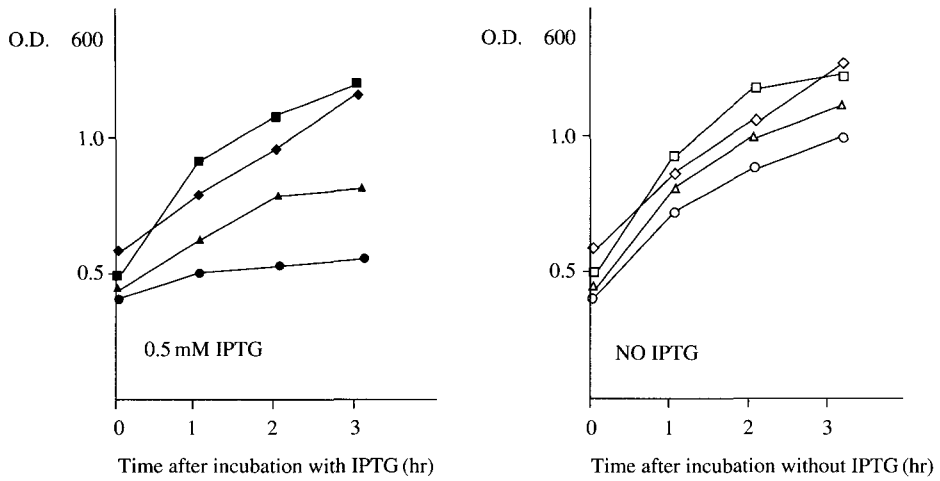 O.D. 600
1.0
0.5
0.5 mM IPTG
0 1 2 3
Time after incubation with IPTG (hr)
O.D. 600
1.0
0.5
NO IPTG
0 1 2 3
Time after incubation without IPTG (hr)